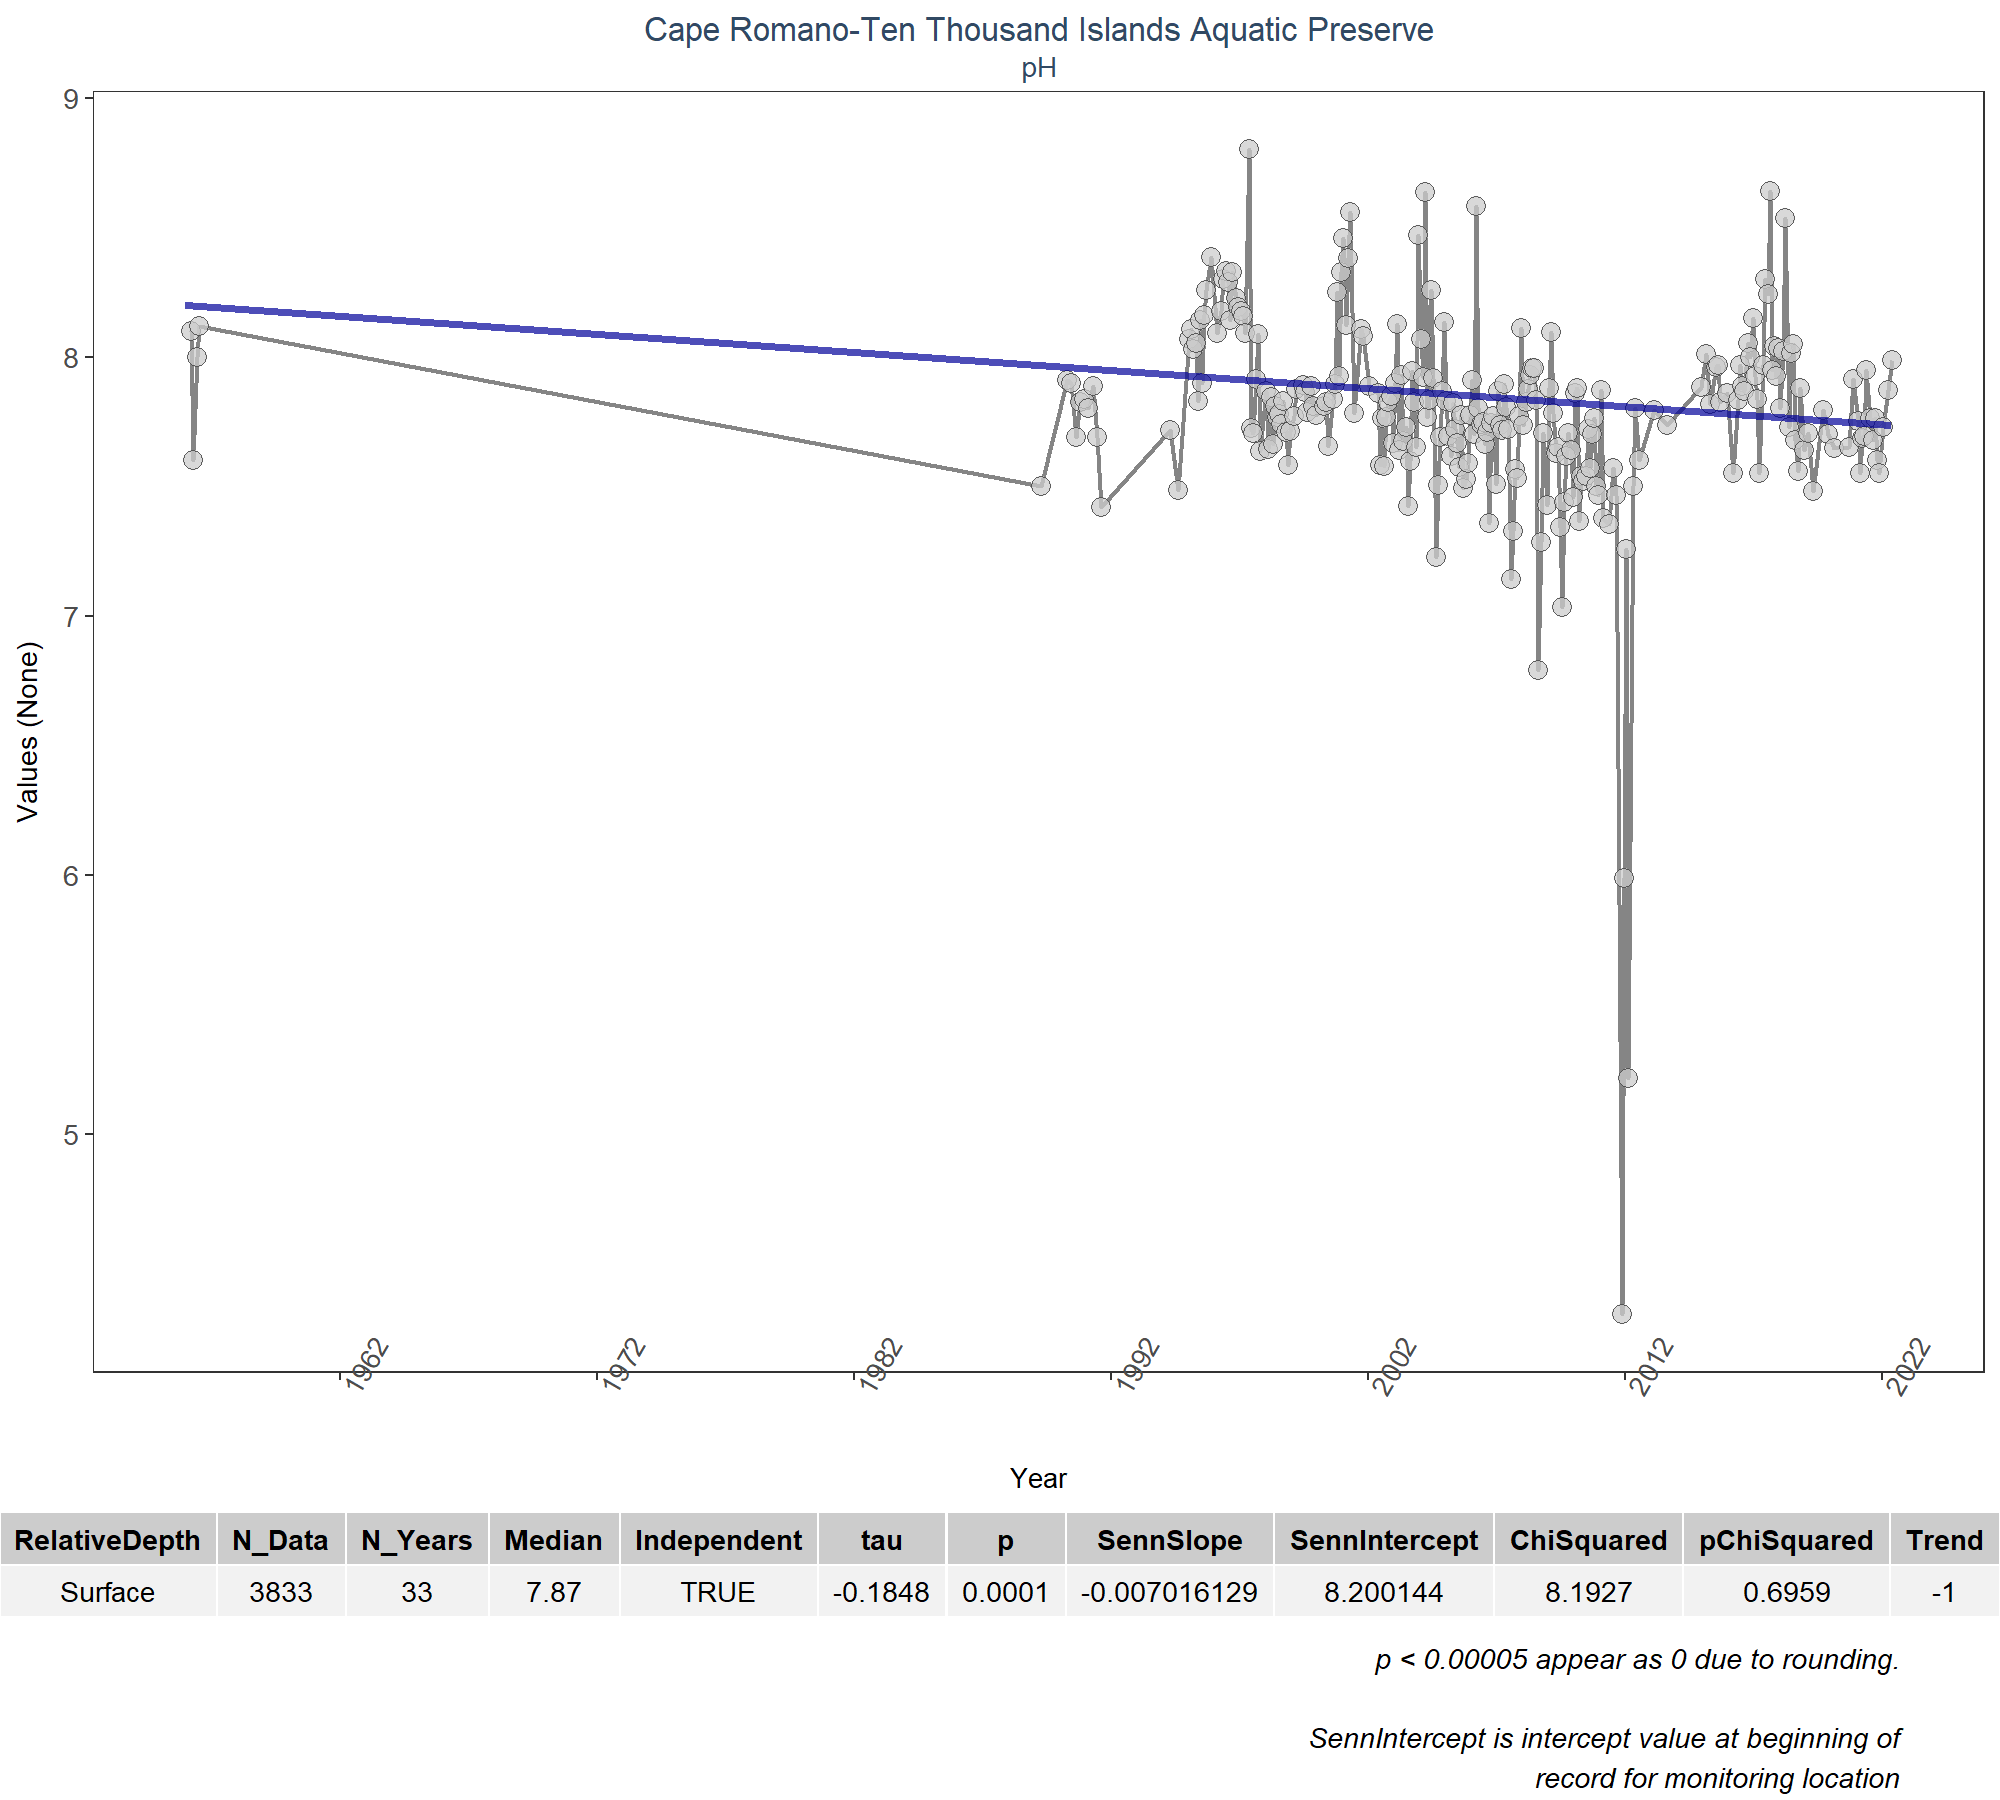 Cape Romano-Ten Thousand Islands Aquatic Preserve
pH
9
8
7
6
5
Values (None)
1962 1972 1982 1992 2002 2012 2022
Year
RelativeDepth N_Data N_Years Median Independent tau p SennSlope SennIntercept ChiSquared pChiSquared Trend
Surface 3833 33 7.87 TRUE -0.1848 0.0001 -0.007016129 8.200144 8.1927 0.6959 -1
p < 0.00005 appear as 0 due to rounding.
SennIntercept is intercept value at beginning of
record for monitoring location